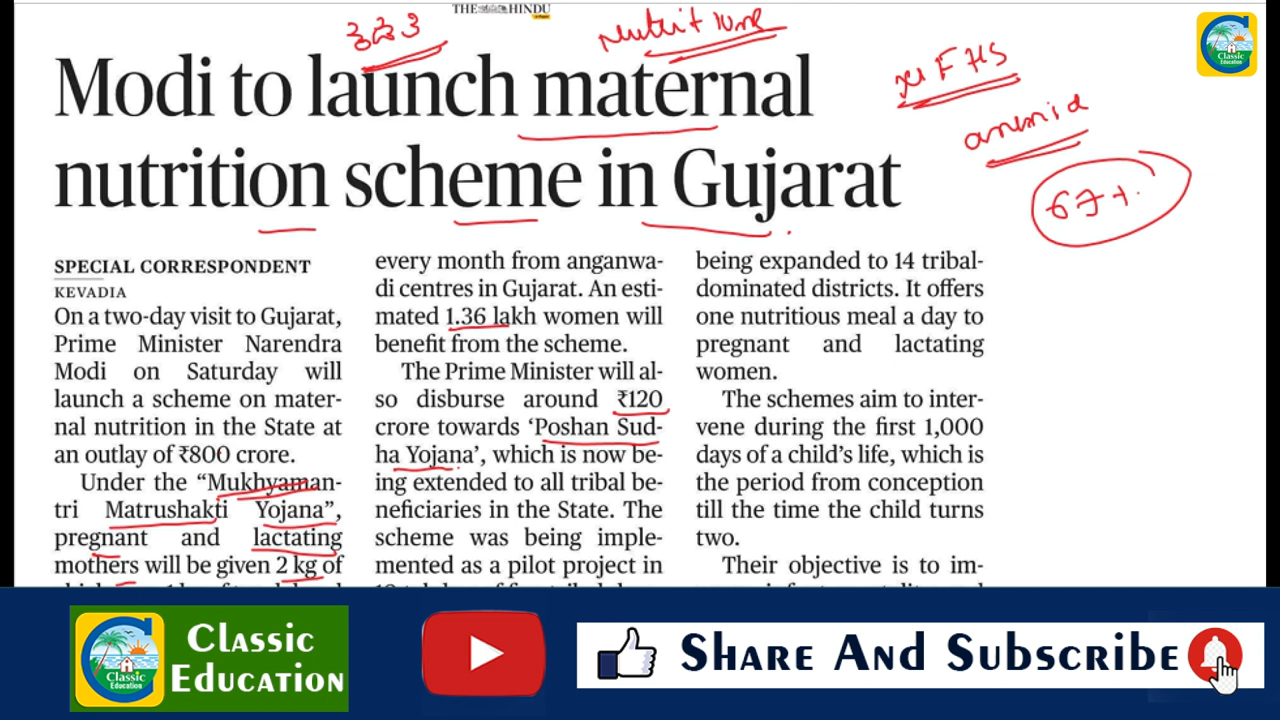 THE HINDU
Modi to launch maternal
nutrition scheme in Gujarat
NFHS
anemia
67+
Classic
Education
SPECIAL CORRESPONDENT
KEVADIA
On a two-day visit to Gujarat,
Prime Minister Narendra
Modi on Saturday will
launch a scheme on mater-
nal nutrition in the State at
an outlay of ₹800 crore.
Under the “Mukhyaman-
tri Matrushakti Yojana”,
pregnant and lactating
mothers will be given 2 kg of
every month from anganwa-
di centres in Gujarat. An esti-
mated 1.36 lakh women will
benefit from the scheme.
The Prime Minister will al-
so disburse around ₹120
crore towards ‘Poshan Sud-
ha Yojana’, which is now be-
ing extended to all tribal be-
neficiaries in the State. The
scheme was being imple-
mented as a pilot project in
being expanded to 14 tribal-
dominated districts. It offers
one nutritious meal a day to
pregnant and lactating
women.
The schemes aim to inter-
vene during the first 1,000
days of a child’s life, which is
the period from conception
till the time the child turns
two.
Their objective is to im-
Classic
Education
CLASSIC
EDUCATION
SHARE AND SUBSCRIBE